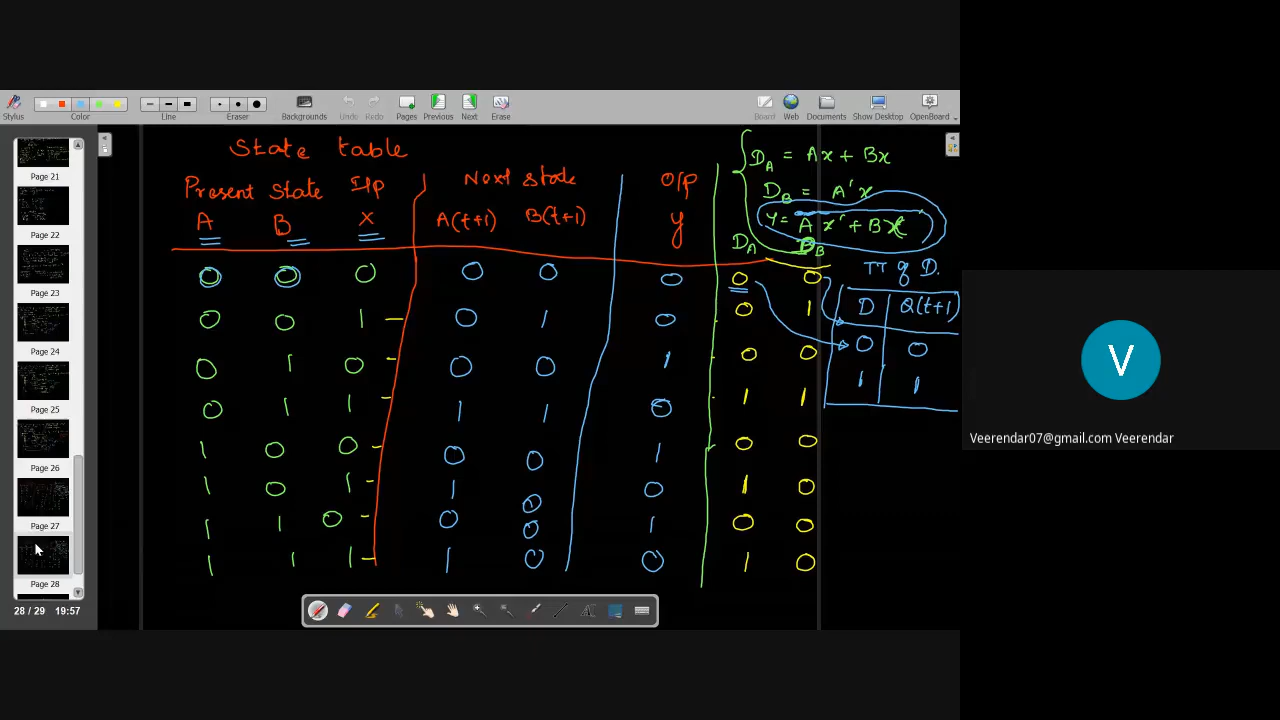 Stylus Color Line Eraser Backgrounds Undo Redo Pages Previous Next Erase Board Web Documents Show Desktop OpenBoard
Page 21
Page 22
Page 23
Page 24
Page 25
Page 26
Page 27
Page 28
28 / 29 19:57
State table
Present State I/p Next state O/p
A B X A(t+1) B(t+1) y
DA = Ax + Bx
DB = A'x
Y = A x' + Bx'
DA DB
TT of D.
D Q(t+1)
0 0
1 1
0 0 0 0 0 0 0 0
0 0 1 0 1 0 0 1
0 1 0 0 0 1 0 0
0 1 1 1 1 0 1 1
1 0 0 0 0 1 0 0
1 0 1 1 0 0 1 0
1 1 0 0 0 1 0 0
1 1 1 1 0 0 1 0
V
Veerendar07@gmail.com Veerendar